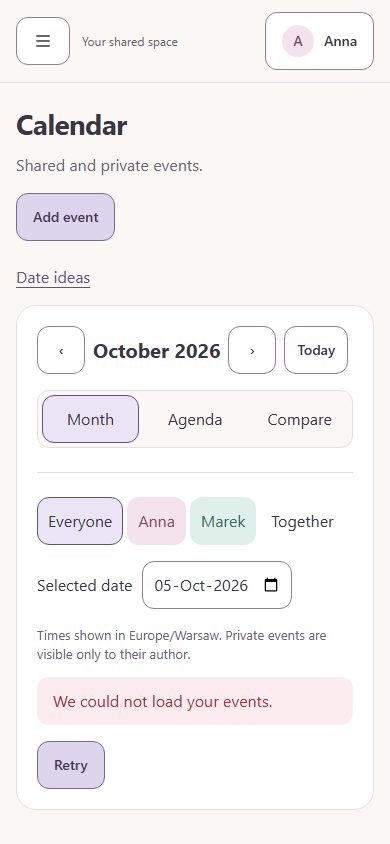 Your shared space
A Anna
Calendar
Shared and private events.
Add event
Date ideas
‹ October 2026 › Today
Month Agenda Compare
Everyone Anna Marek Together
Selected date 05-Oct-2026
Times shown in Europe/Warsaw. Private events are
visible only to their author.
We could not load your events.
Retry